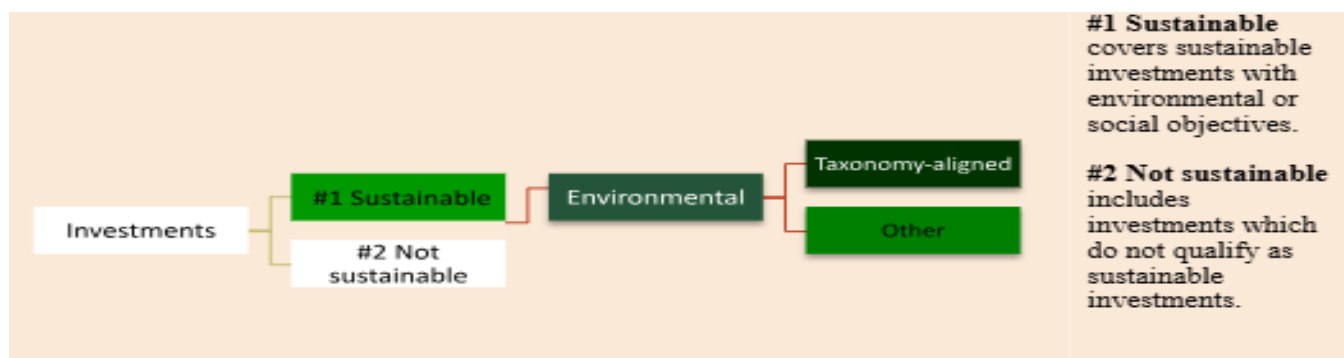 Investments
#1 Sustainable
#2 Not
sustainable
Environmental
Taxonomy-aligned
Other
#1 Sustainable
covers sustainable
investments with
environmental or
social objectives.
#2 Not sustainable
includes
investments which
do not qualify as
sustainable
investments.